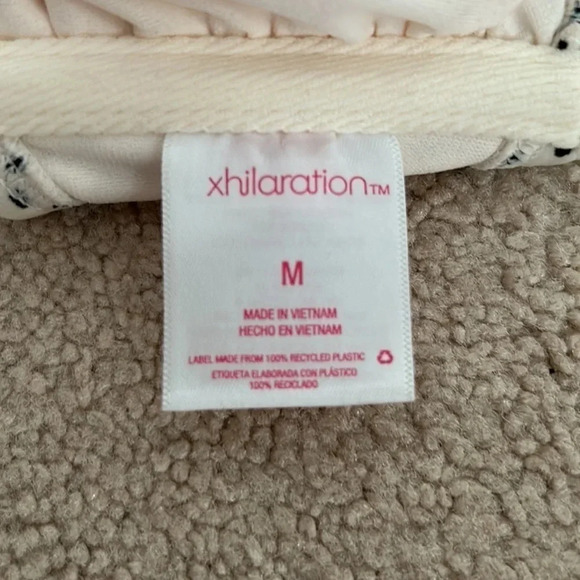 xhilaration™
M
MADE IN VIETNAM
HECHO EN VIETNAM
LABEL MADE FROM 100% RECYCLED PLASTIC
ETIQUETA ELABORADA CON PLÁSTICO
100% RECICLADO